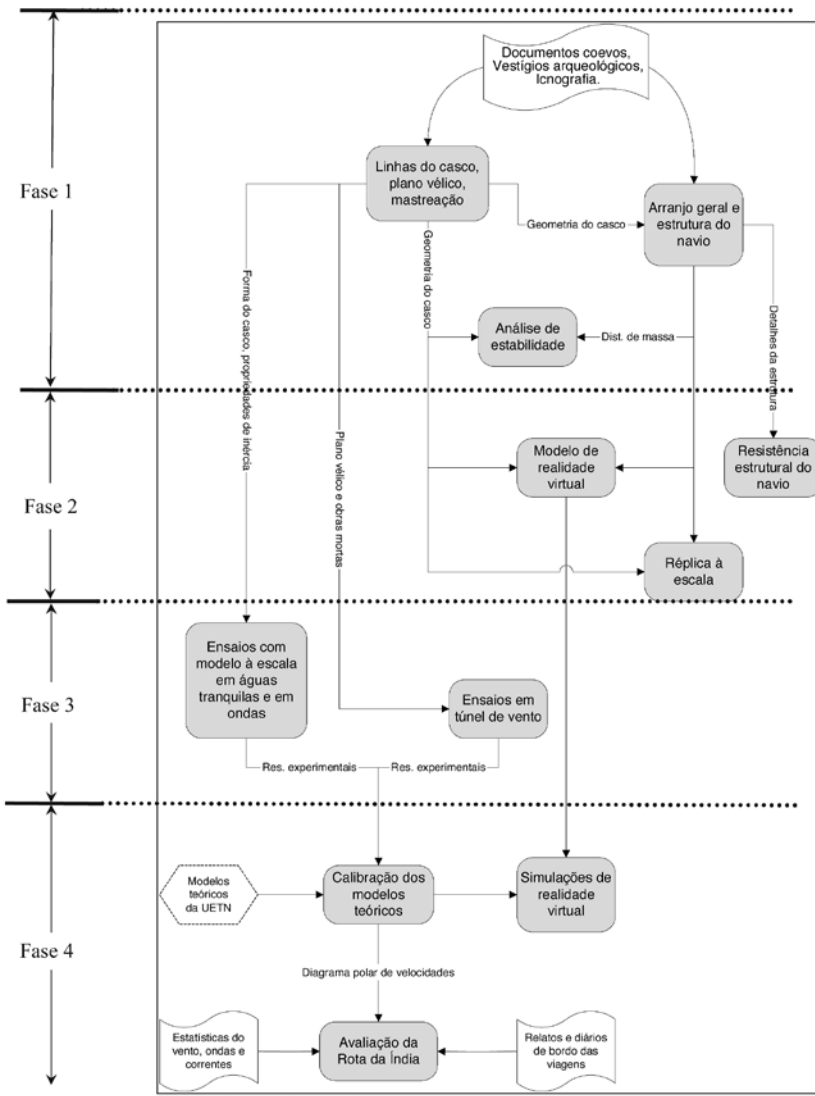 Documentos coevos,
Vestígios arqueológicos,
Icnografia.
Fase 1
Linhas do casco,
plano vélico,
mastreação
Geometria do casco
Arranjo geral e
estrutura do
navio
Forma do casco, propriedades de inércia
Geometria do casco
Análise de
estabilidade
Dist. de massa
Detalhes da estrutura
Plano vélico e obras mortas
Fase 2
Modelo de
realidade
virtual
Resistência
estrutural do
navio
Réplica à
escala
Fase 3
Ensaios com
modelo à escala
em águas
tranquilas e em
ondas
Ensaios em
túnel de vento
Res. experimentais
Res. experimentais
Fase 4
Modelos
teóricos
da UETN
Calibração dos
modelos
teóricos
Simulações de
realidade
virtual
Diagrama polar de velocidades
Estatísticas do
vento, ondas e
correntes
Avaliação da
Rota da Índia
Relatos e diários
de bordo das
viagens